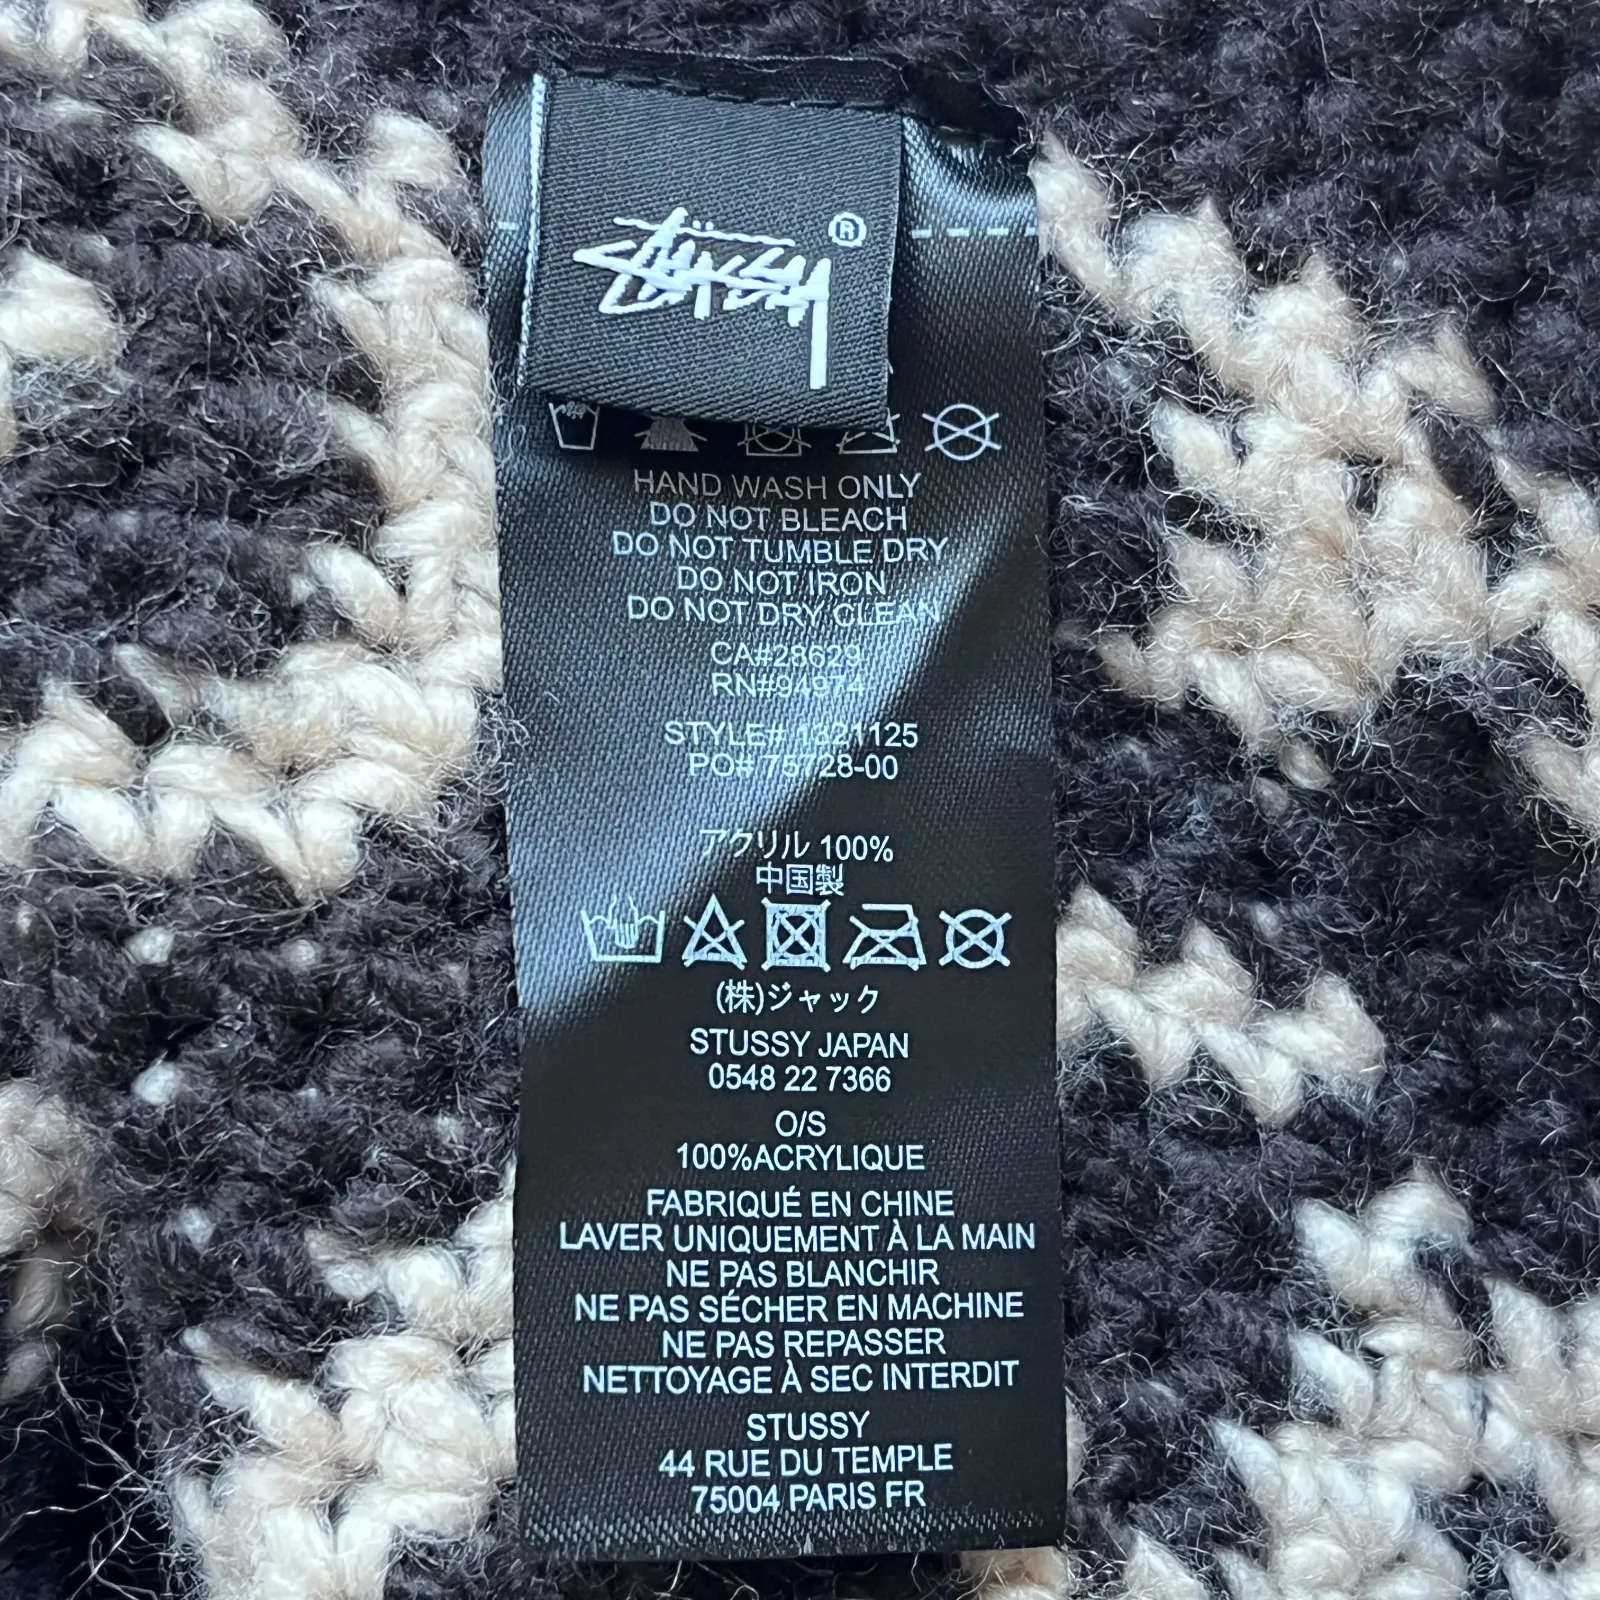 STÜSSY ®
HAND WASH ONLY
DO NOT BLEACH
DO NOT TUMBLE DRY
DO NOT IRON
DO NOT DRY CLEAN
CA#28629
RN#94974
STYLE# 1321125
PO# 75728-00
アクリル 100%
中国製
(株)ジャック
STUSSY JAPAN
0548 22 7366
O/S
100%ACRYLIQUE
FABRIQUÉ EN CHINE
LAVER UNIQUEMENT À LA MAIN
NE PAS BLANCHIR
NE PAS SÉCHER EN MACHINE
NE PAS REPASSER
NETTOYAGE À SEC INTERDIT
STUSSY
44 RUE DU TEMPLE
75004 PARIS FR